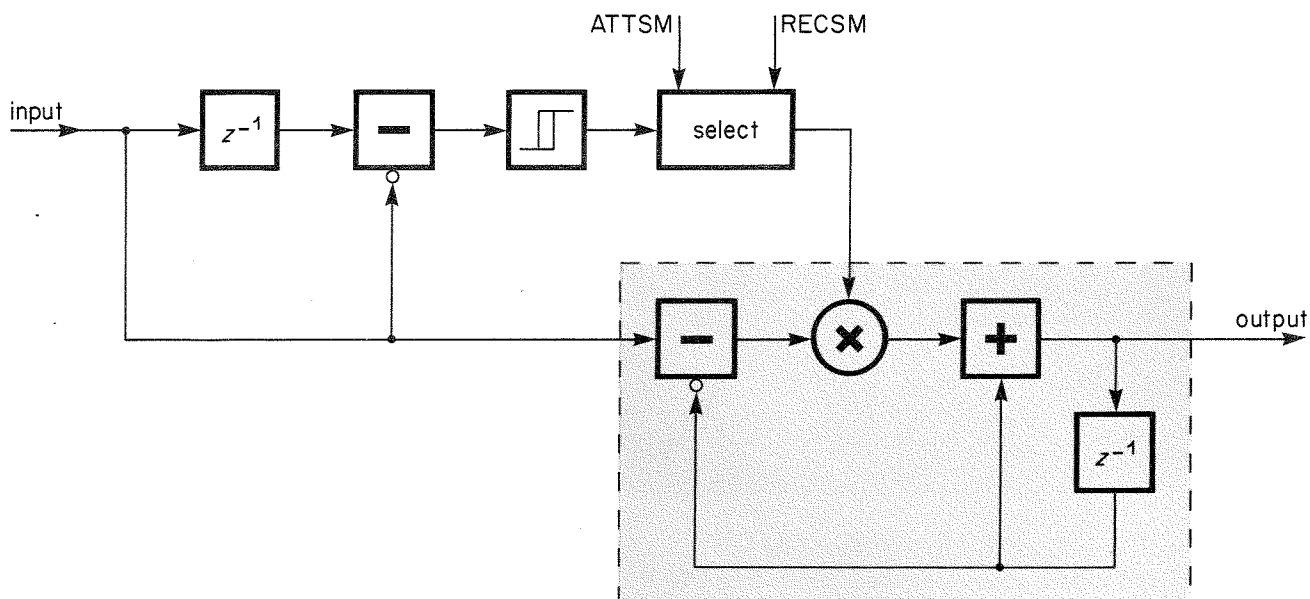 ATTSM RECSM
input
z⁻¹
−
select
−
×
+
output
z⁻¹